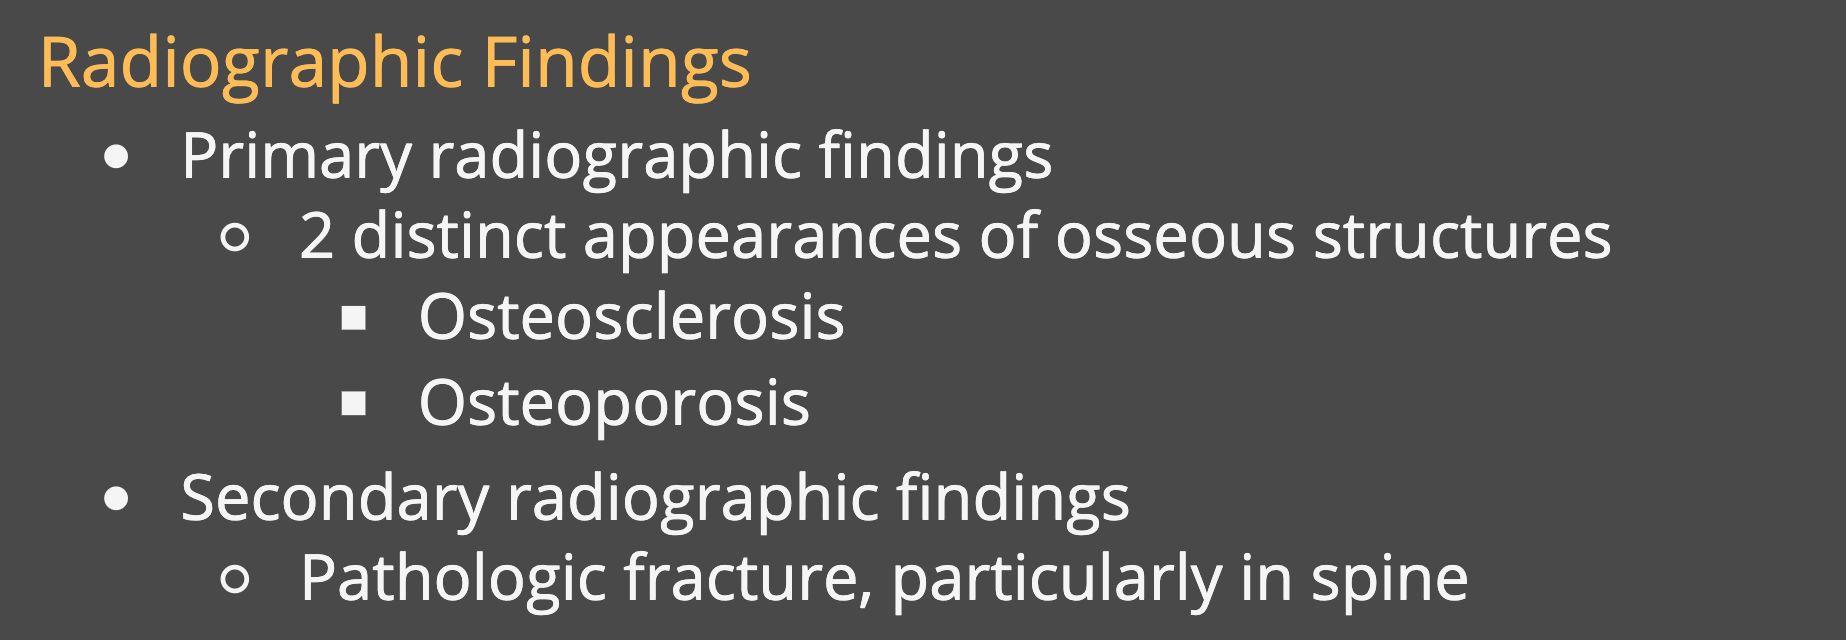 Radiographic Findings
Primary radiographic findings
2 distinct appearances of osseous structures
Osteosclerosis
Osteoporosis
Secondary radiographic findings
Pathologic fracture, particularly in spine